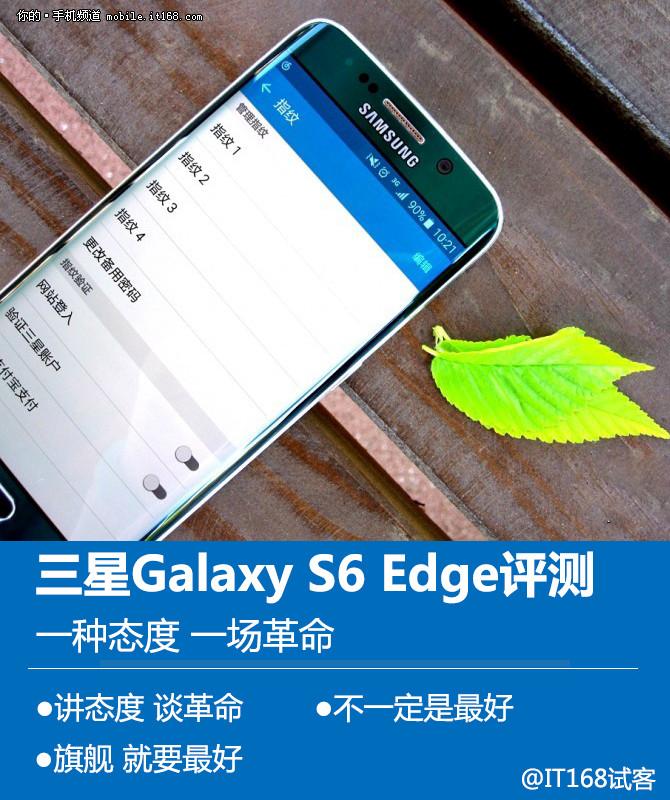 你的·手机频道 mobile.it168.com
SAMSUNG
3G 90% 10:21
指纹
编辑
管理指纹
指纹 1
指纹 2
指纹 3
指纹 4
更改备用密码
指纹验证
网站登入
验证三星账户
付宝支付
三星Galaxy S6 Edge评测
一种态度 一场革命
●讲态度 谈革命 ●不一定是最好
●旗舰 就要最好
@IT168试客